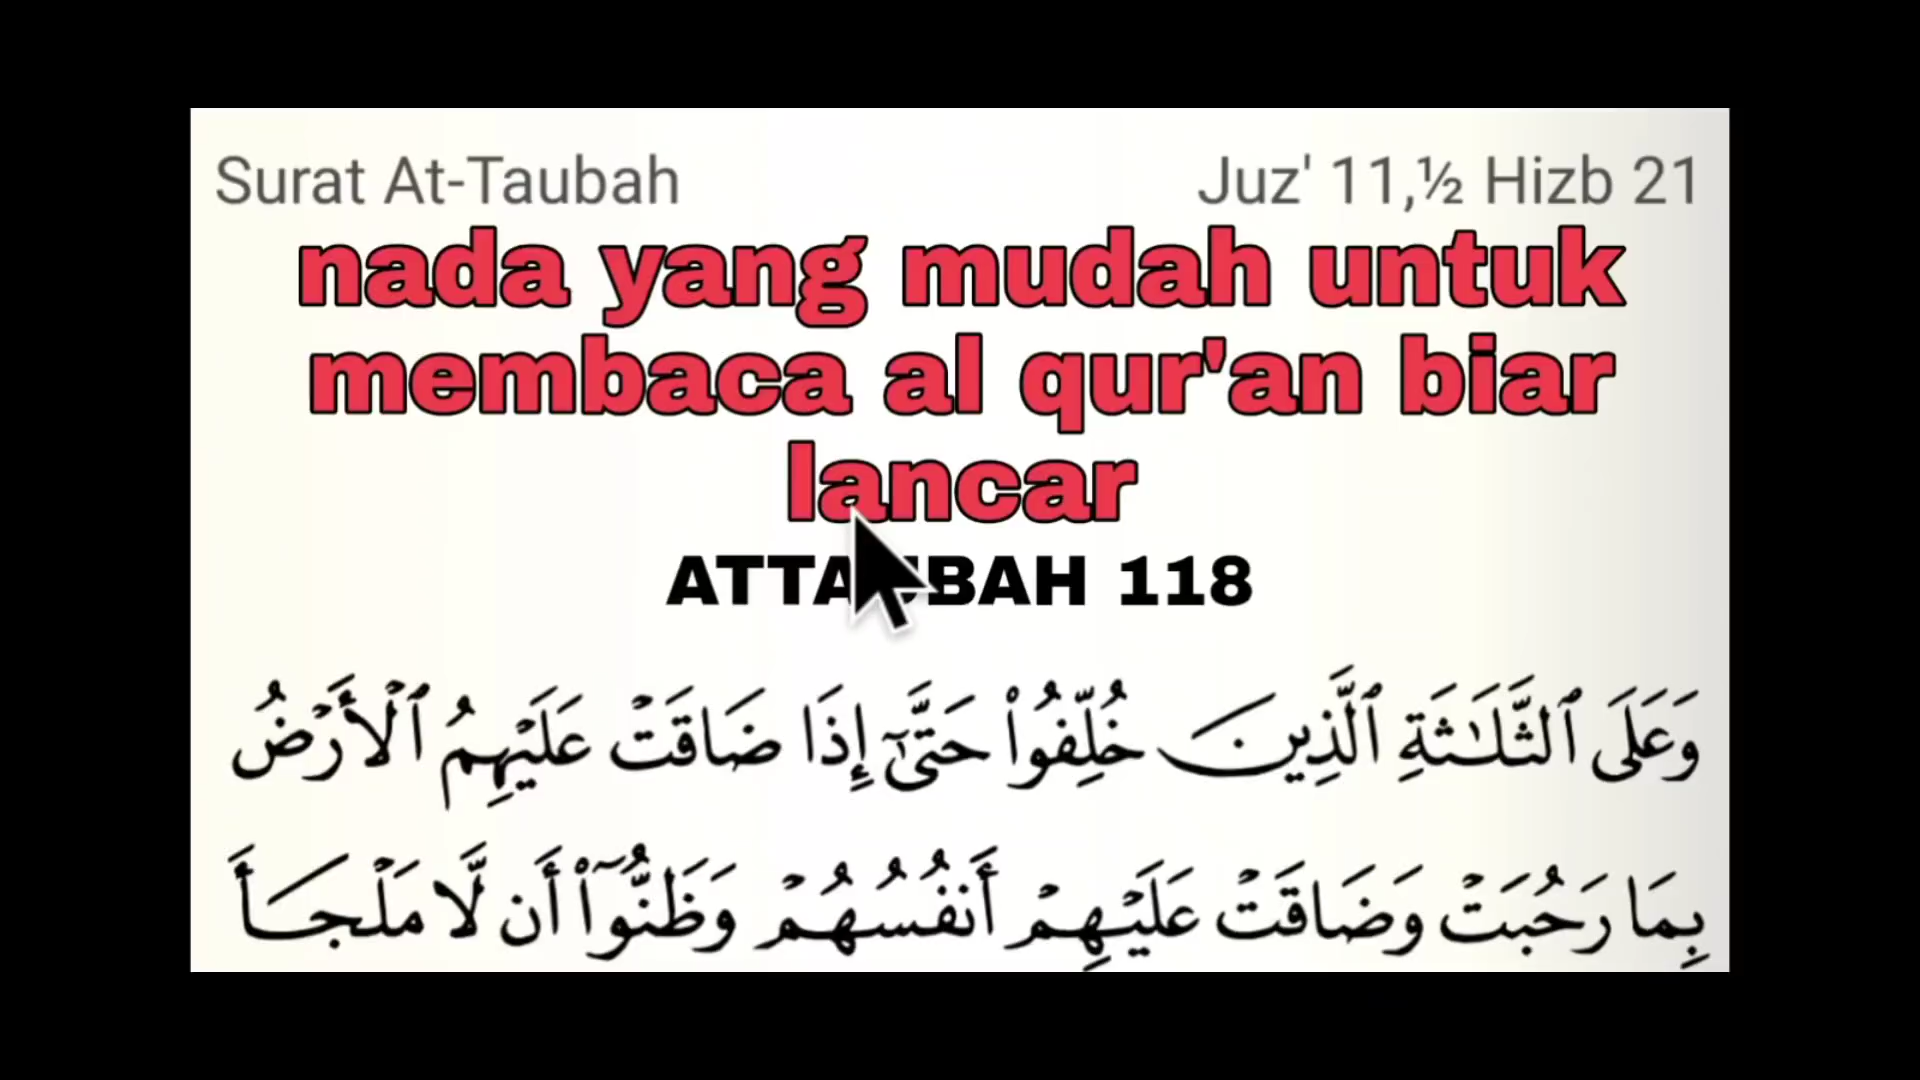 Surat At-Taubah
Juz' 11,½ Hizb 21
nada yang mudah untuk
membaca al qur'an biar
lancar
ATTAUBAH 118
وَعَلَى ٱلثَّلَـٰثَةِ ٱلَّذِينَ خُلِّفُوا۟ حَتَّىٰٓ إِذَا ضَاقَتْ عَلَيْهِمُ ٱلْأَرْضُ
بِمَا رَحُبَتْ وَضَاقَتْ عَلَيْهِمْ أَنفُسُهُمْ وَظَنُّوٓا۟ أَن لَّا مَلْجَأَ